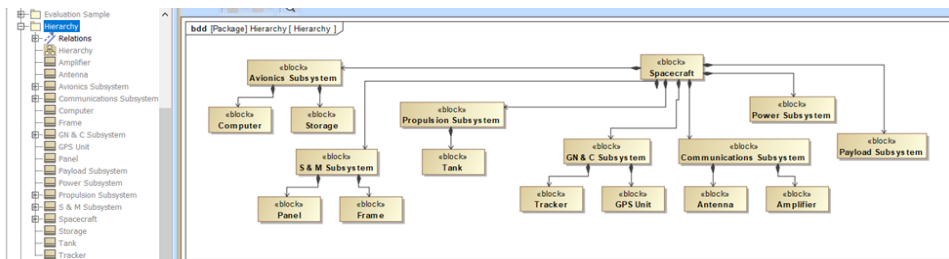 Evaluation Sample
Hierarchy
Relations
Hierarchy
Amplifier
Antenna
Avionics Subsystem
Communications Subsystem
Computer
Frame
GN & C Subsystem
GPS Unit
Panel
Payload Subsystem
Power Subsystem
Propulsion Subsystem
S & M Subsystem
Spacecraft
Storage
Tank
Tracker
bdd [Package] Hierarchy [ Hierarchy ]
«block»
Spacecraft
«block»
Avionics Subsystem
«block»
Computer
«block»
Storage
«block»
Propulsion Subsystem
«block»
Tank
«block»
Power Subsystem
«block»
Payload Subsystem
«block»
S & M Subsystem
«block»
Panel
«block»
Frame
«block»
GN & C Subsystem
«block»
Tracker
«block»
GPS Unit
«block»
Communications Subsystem
«block»
Antenna
«block»
Amplifier